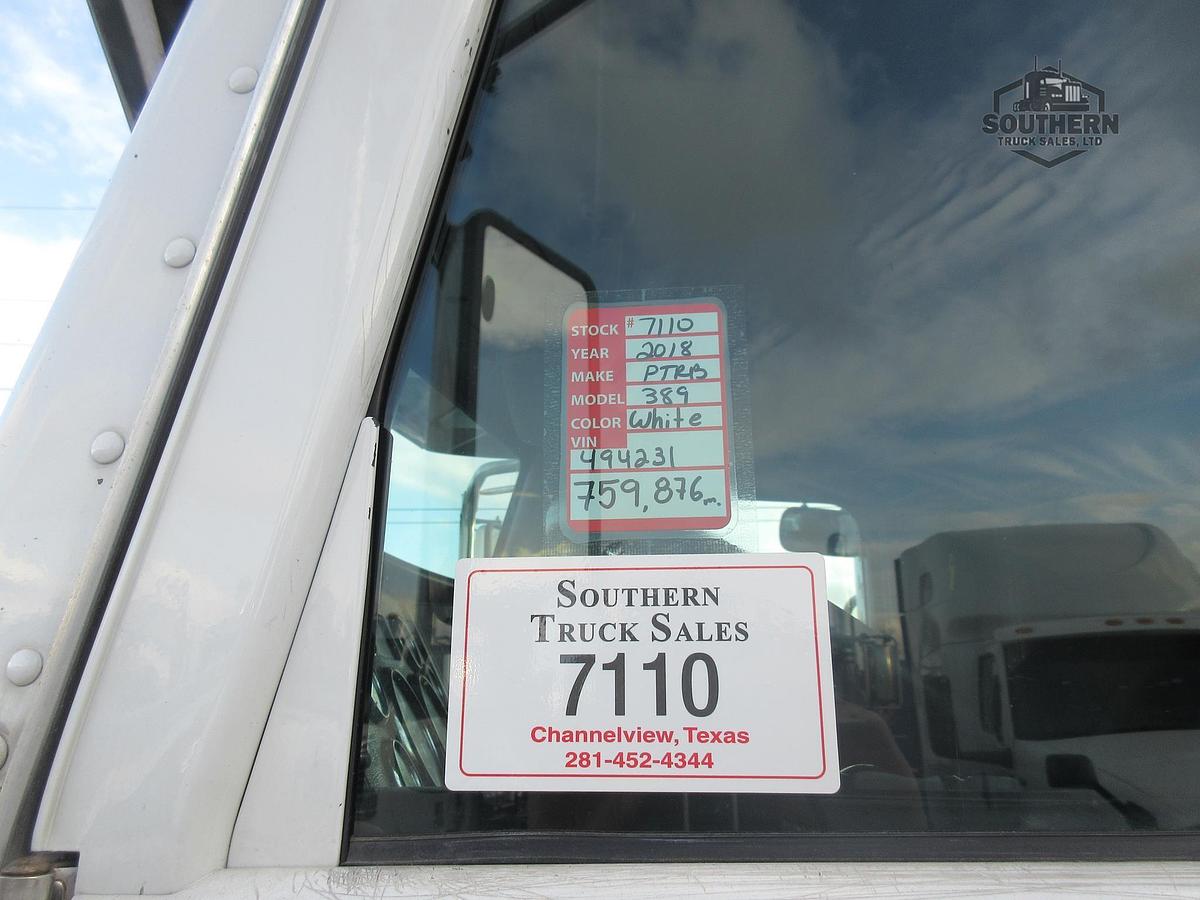 SOUTHERN
TRUCK SALES, LTD
STOCK # 7110
YEAR 2018
MAKE PTRB
MODEL 389
COLOR White
VIN
494231
759,876 m.
SOUTHERN
TRUCK SALES
7110
Channelview, Texas
281-452-4344